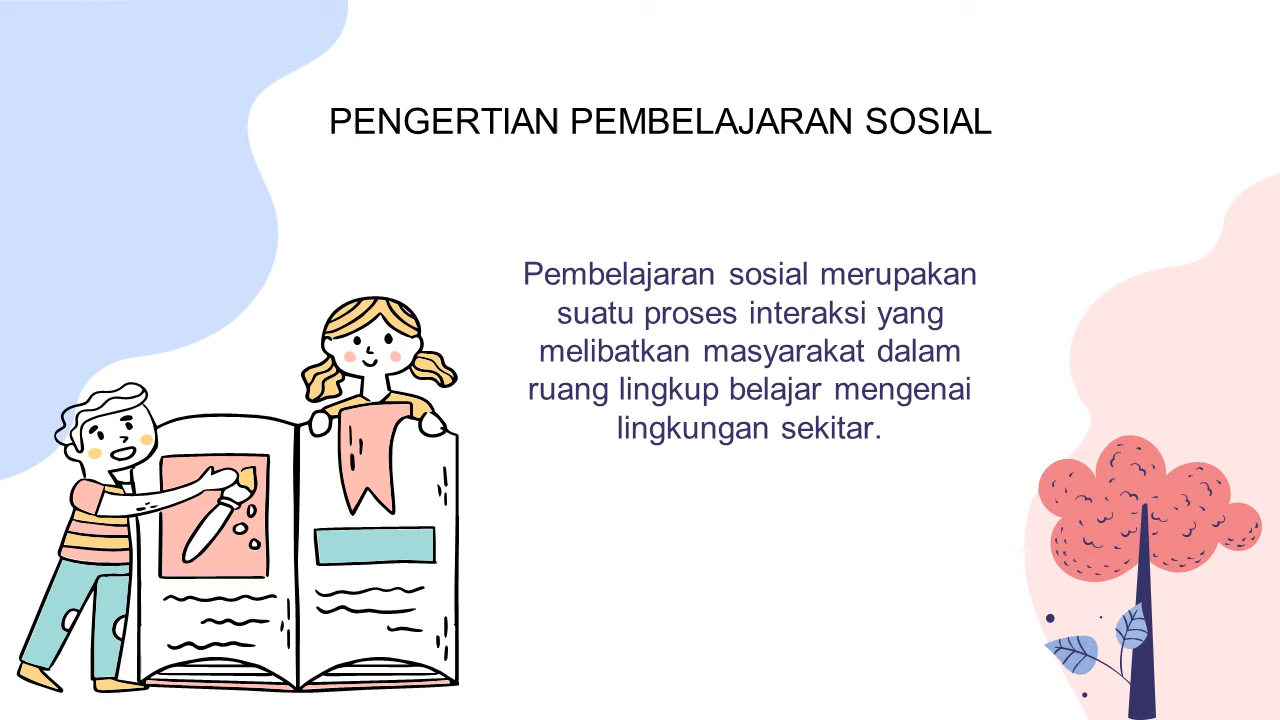 PENGERTIAN PEMBELAJARAN SOSIAL
Pembelajaran sosial merupakan
suatu proses interaksi yang
melibatkan masyarakat dalam
ruang lingkup belajar mengenai
lingkungan sekitar.